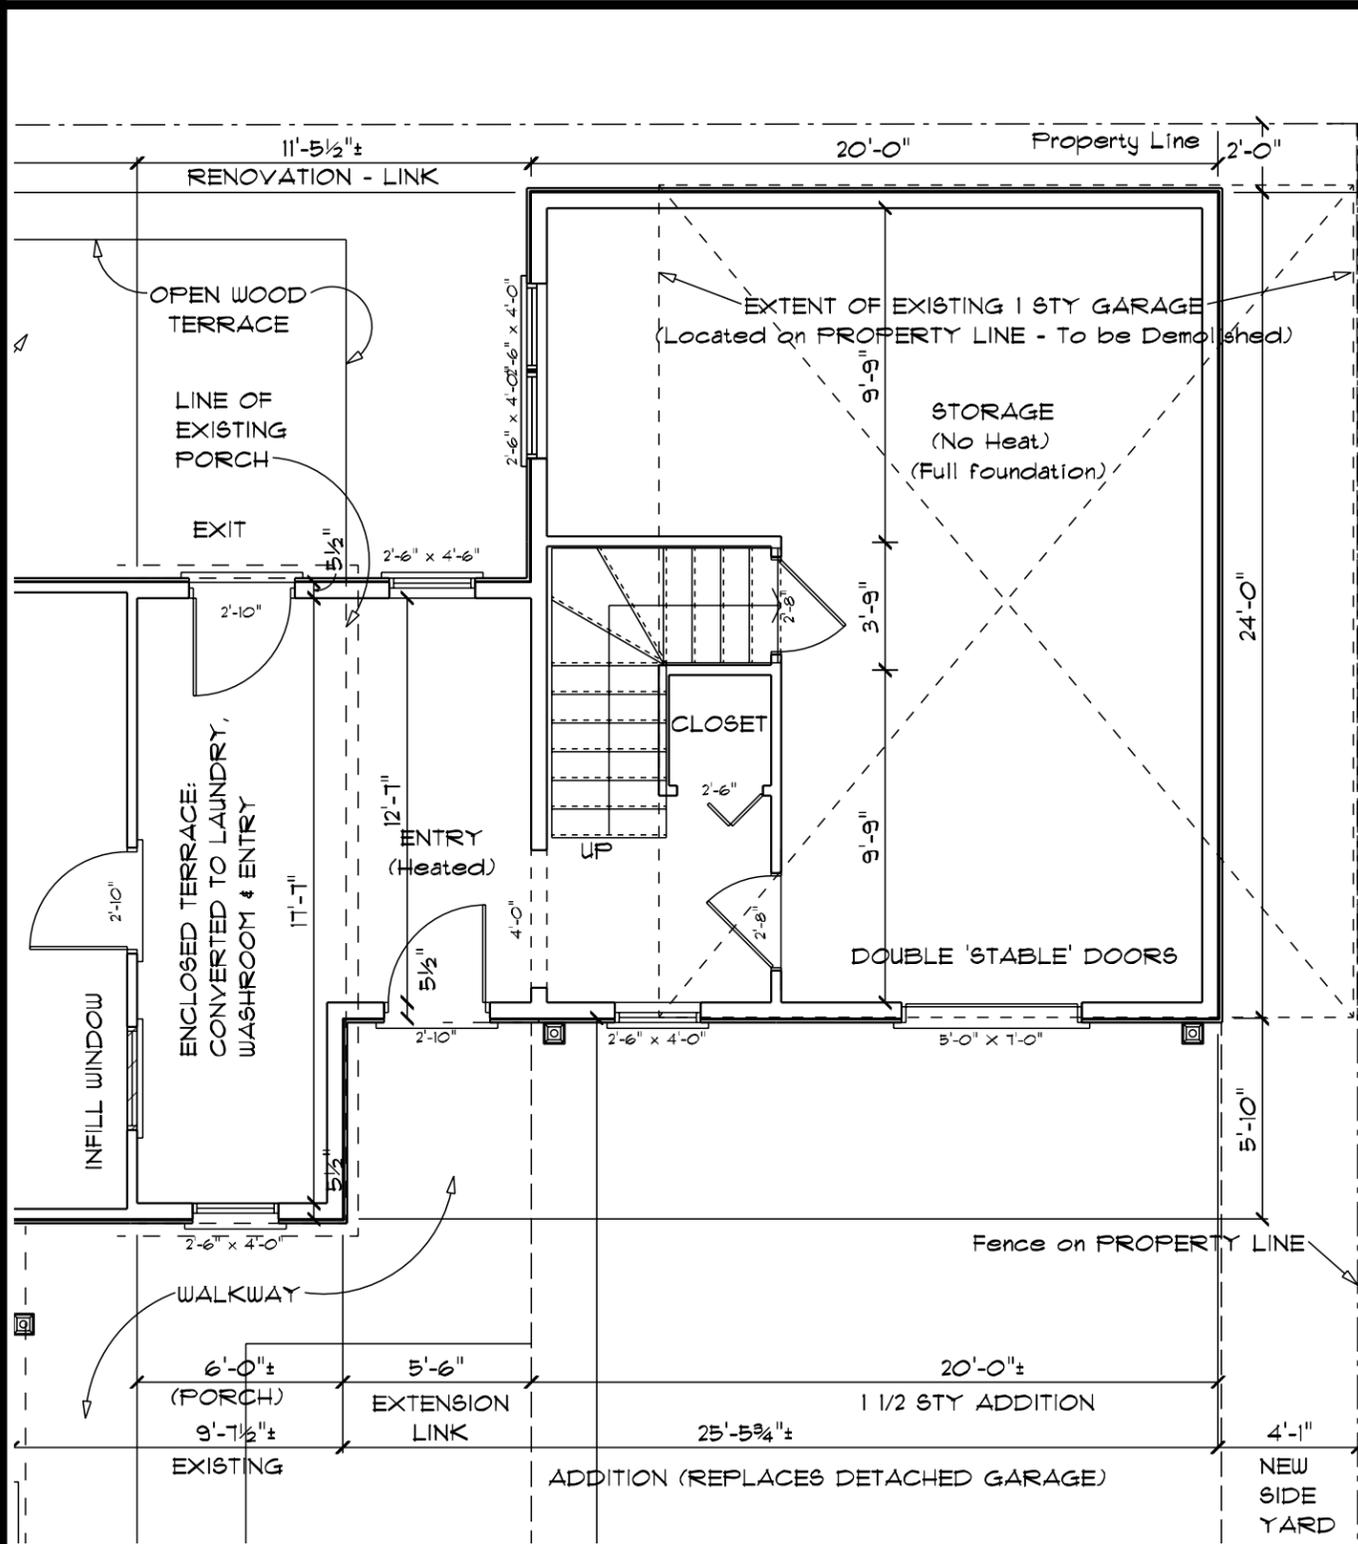 Property Line
11'-5½"±
20'-0"
2'-0"
RENOVATION - LINK
OPEN WOOD
TERRACE
2'-6" x 4'-0"
2'-6" x 4'-0"
EXTENT OF EXISTING 1 STY GARAGE
(Located on PROPERTY LINE - To be Demolished)
9'-9"
LINE OF
EXISTING
PORCH
STORAGE
(No Heat)
(Full foundation)
EXIT
5½"
2'-6" x 4'-6"
2'-10"
2'-8"
3'-9"
24'-0"
CLOSET
2'-6"
12'-7"
ENTRY
(Heated)
UP
9'-9"
ENCLOSED TERRACE:
CONVERTED TO LAUNDRY,
WASHROOM & ENTRY
17'-7"
2'-10"
4'-0"
2'-8"
5½"
DOUBLE 'STABLE' DOORS
INFILL WINDOW
2'-10"
2'-6" x 4'-0"
5'-0" x 7'-0"
5'-10"
5½"
2'-6" x 4'-0"
Fence on PROPERTY LINE
WALKWAY
6'-0"±
5'-6"
20'-0"±
(PORCH)
EXTENSION
LINK
1 1/2 STY ADDITION
9'-7½"±
25'-5¾"±
4'-1"
EXISTING
ADDITION (REPLACES DETACHED GARAGE)
NEW
SIDE
YARD